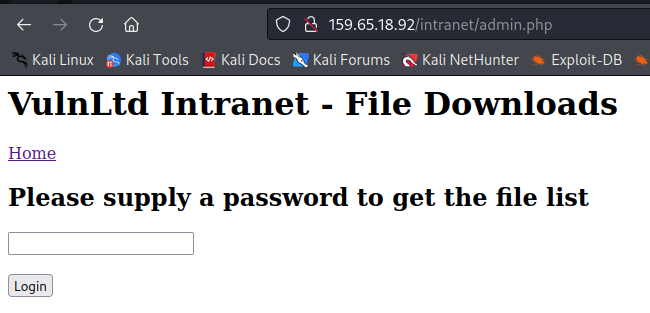 159.65.18.92/intranet/admin.php
Kali Linux Kali Tools Kali Docs Kali Forums Kali NetHunter Exploit-DB
VulnLtd Intranet - File Downloads
Home
Please supply a password to get the file list
Login